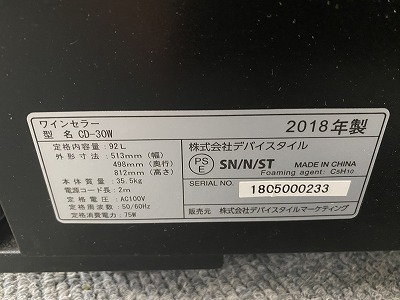 ワインセラー
型 名 CD-30W
定格内容量：92L
外形寸法：513mm（幅）
498mm（奥行）
812mm（高さ）
本体質量：35.5kg
電源コード長：2m
定格電圧：AC100V
定格周波数：50/60Hz
定格消費電力：75W
2018年製
株式会社デバイスタイル
PS
E
SN/N/ST
MADE IN CHINA
Foaming agent: C5H10
SERIAL NO.
1805000233
販売元 株式会社デバイスタイルマーケティング